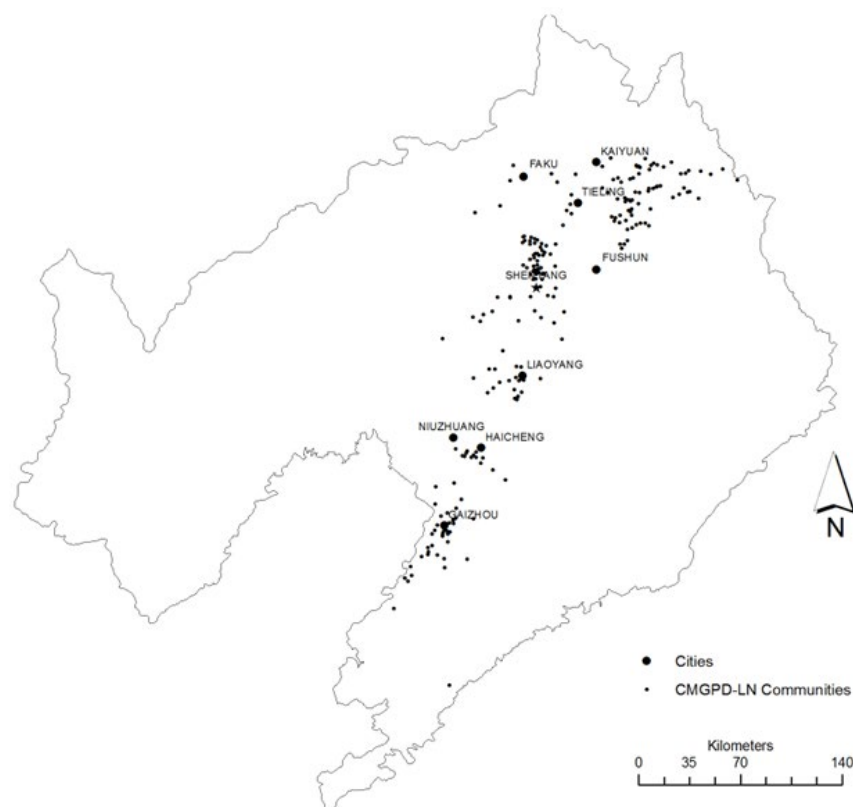 KAIYUAN
FAKU
TIELING
FUSHUN
SHENYANG
LIAOYANG
NIUZHUANG
HAICHENG
GAIZHOU
N
Cities
CMGPD-LN Communities
Kilometers
0 35 70 140